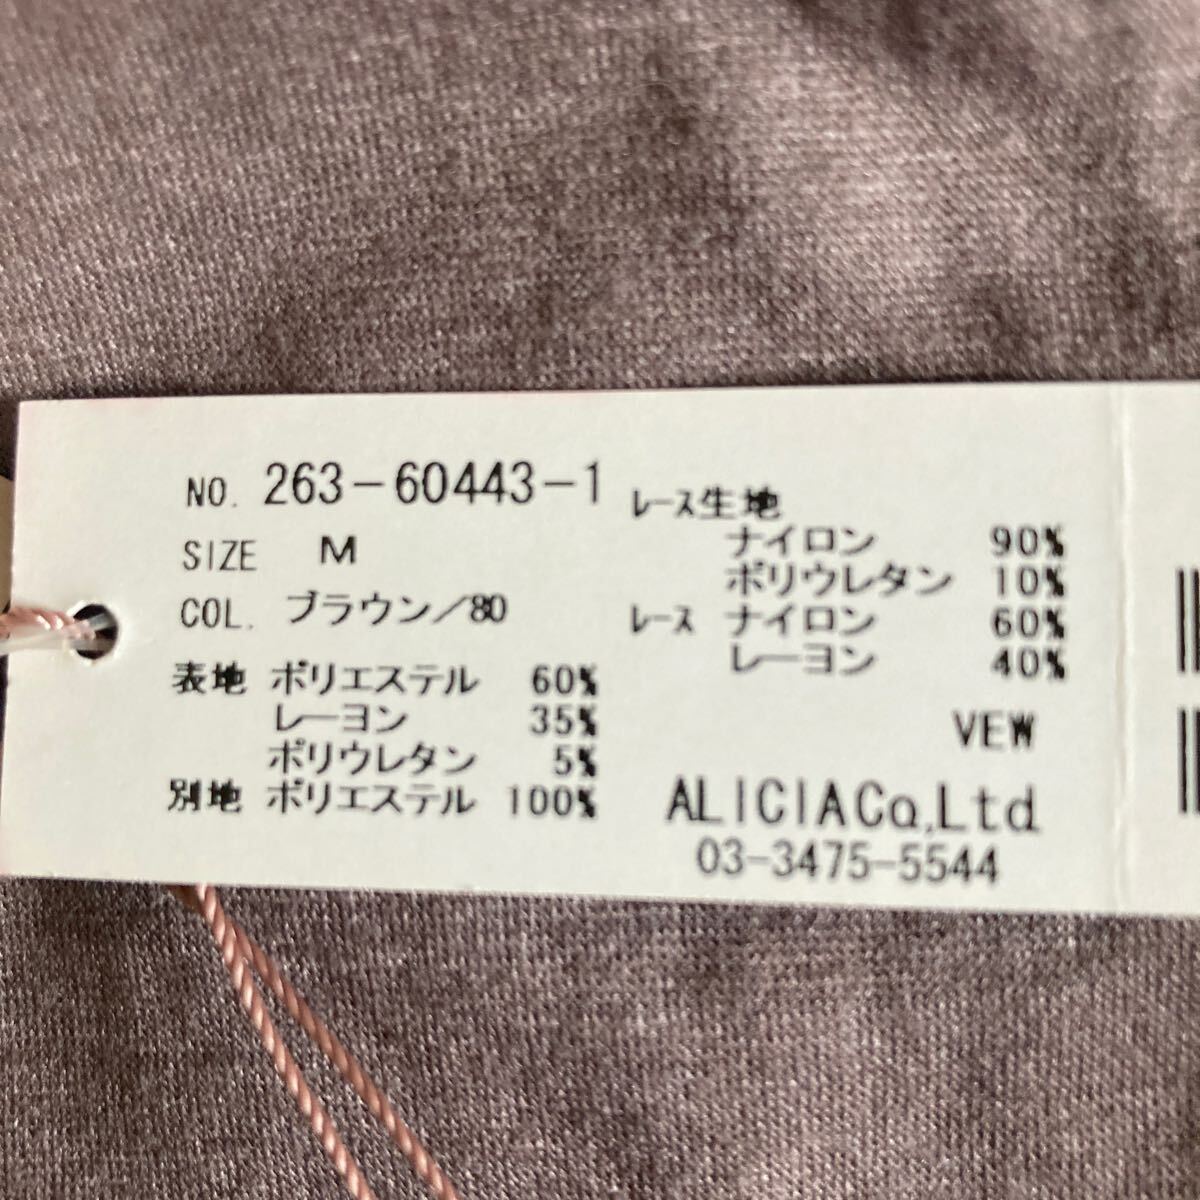 NO. 263-60443-1
SIZE M
COL. ブラウン/80
表地 ポリエステル 60%
レーヨン 35%
ポリウレタン 5%
別地 ポリエステル 100%
レース生地
ナイロン 90%
ポリウレタン 10%
レース ナイロン 60%
レーヨン 40%
VEW
ALICIACo,Ltd
03-3475-5544